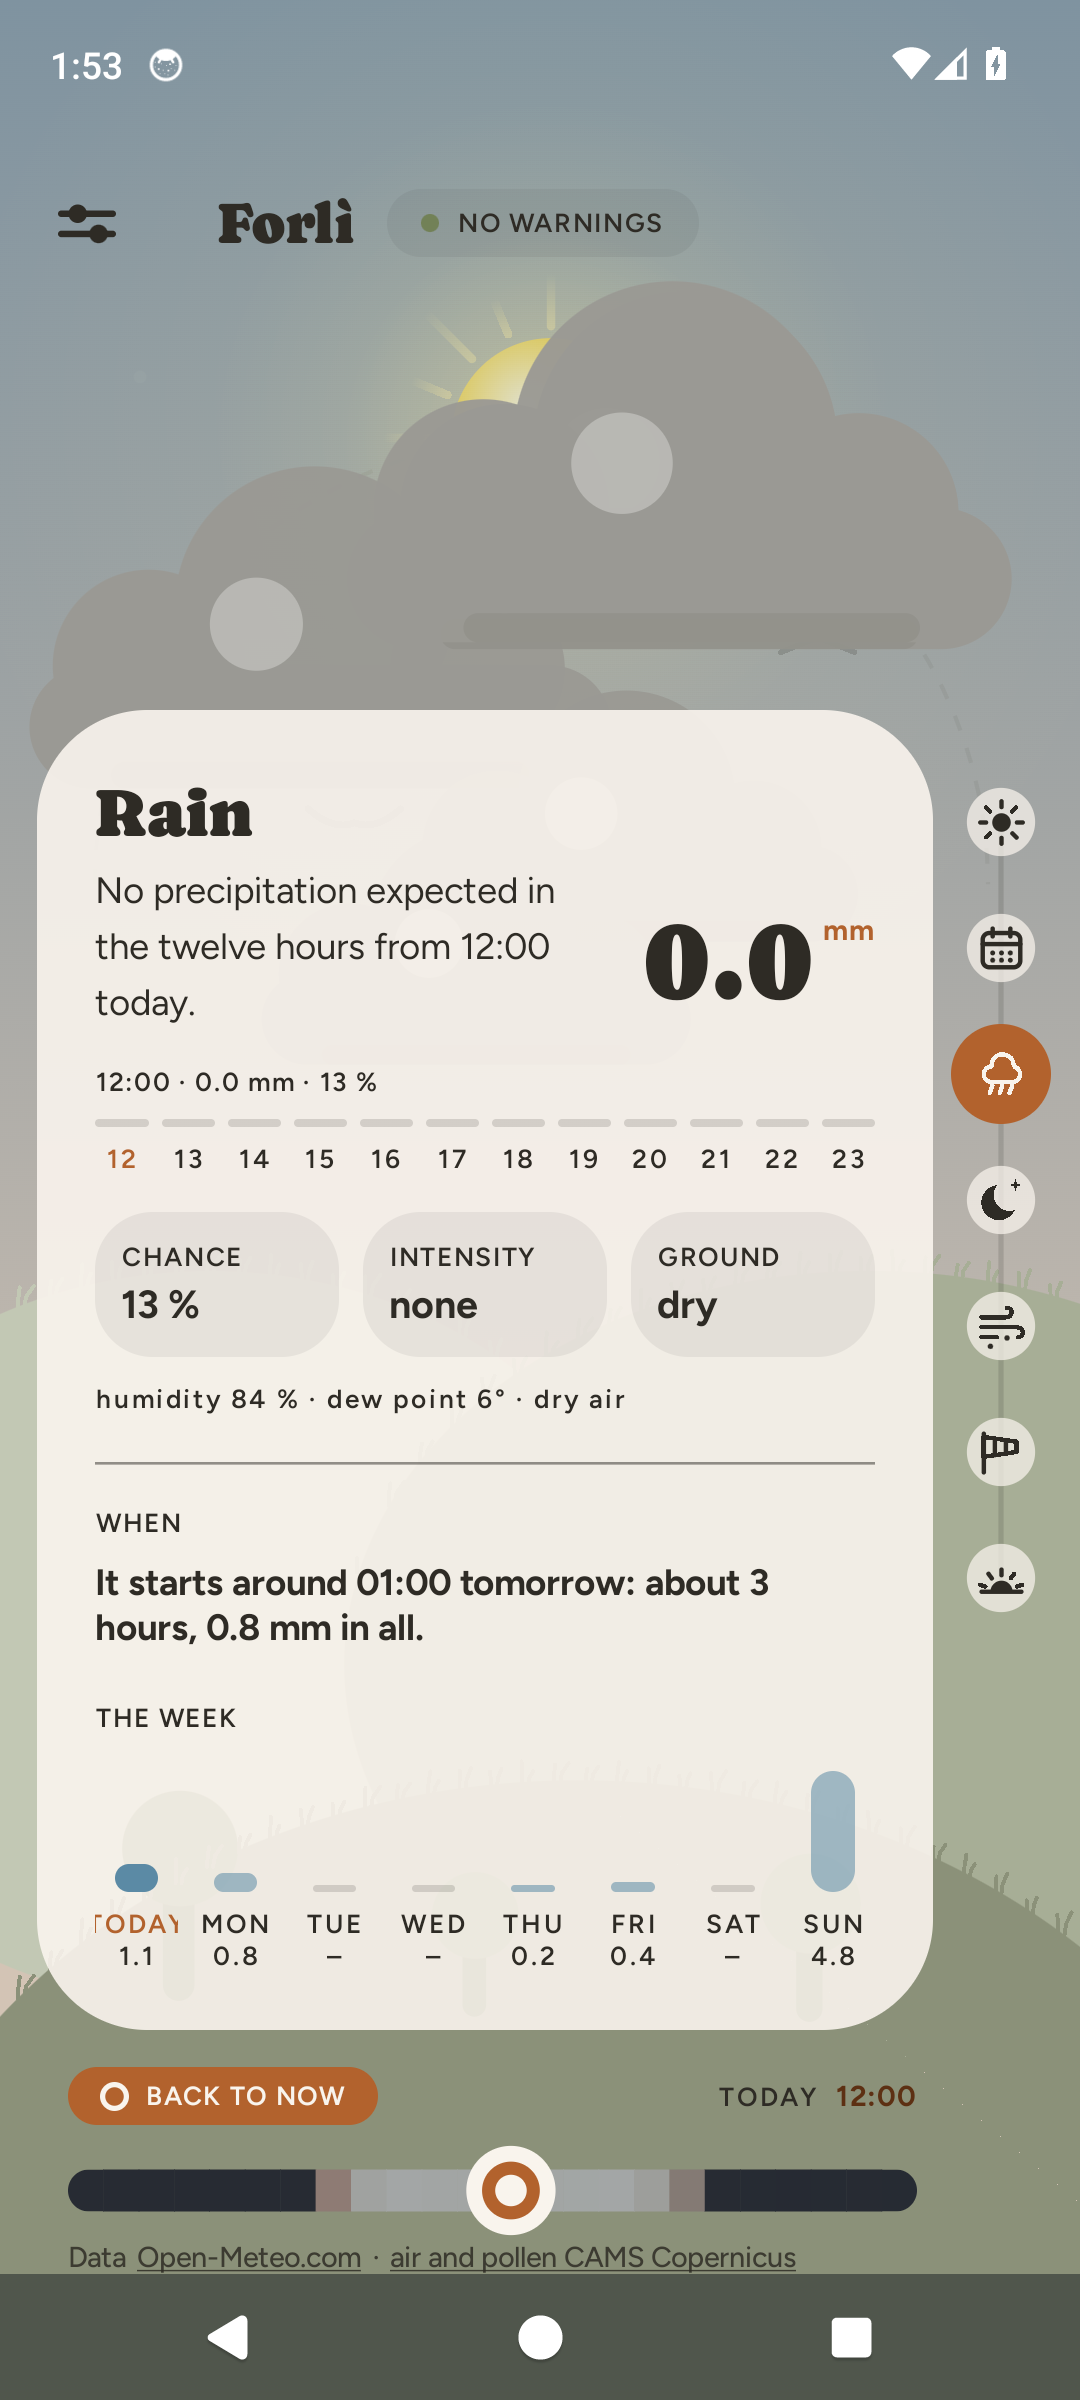 1:53
Forlì
NO WARNINGS
Rain
No precipitation expected in
the twelve hours from 12:00
today.
0.0 mm
12:00 · 0.0 mm · 13 %
12 13 14 15 16 17 18 19 20 21 22 23
CHANCE
13 %
INTENSITY
none
GROUND
dry
humidity 84 % · dew point 6° · dry air
WHEN
It starts around 01:00 tomorrow: about 3
hours, 0.8 mm in all.
THE WEEK
TODAY MON TUE WED THU FRI SAT SUN
1.1 0.8 – – 0.2 0.4 – 4.8
BACK TO NOW
TODAY 12:00
Data Open-Meteo.com · air and pollen CAMS Copernicus